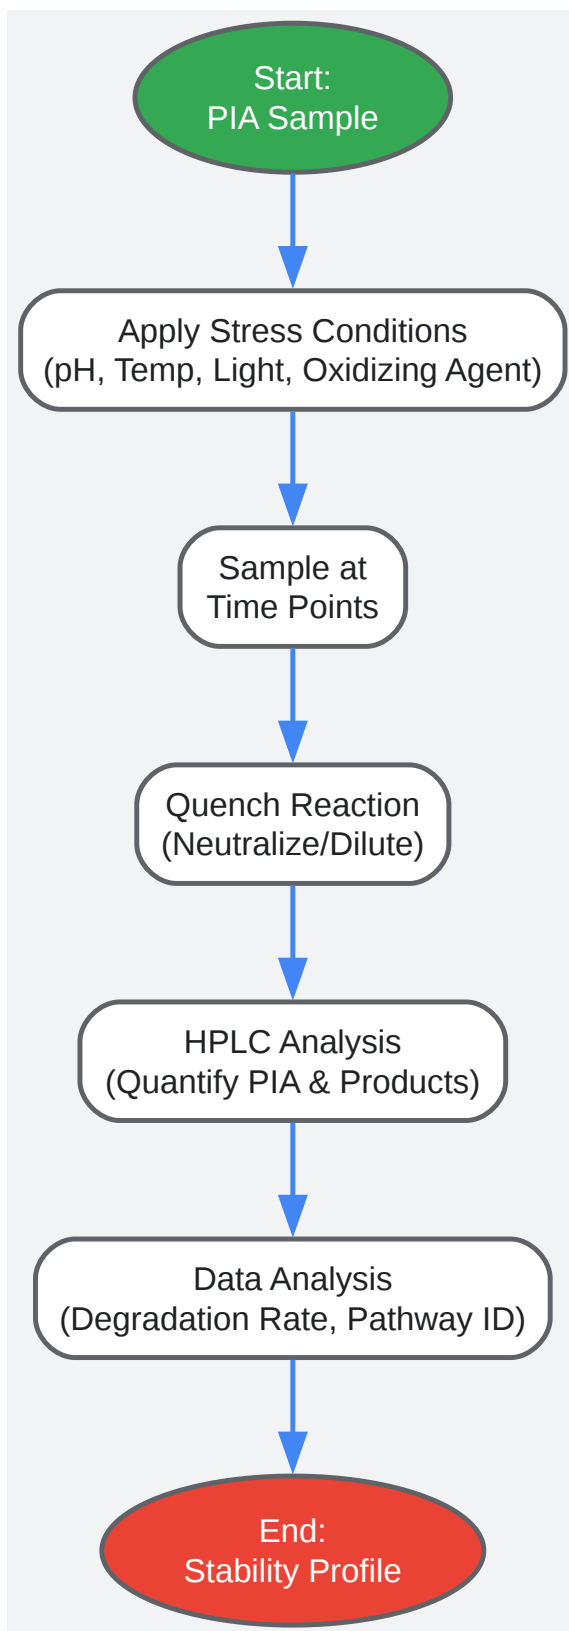 Start:
PIA Sample
Apply Stress Conditions
(pH, Temp, Light, Oxidizing Agent)
Sample at
Time Points
Quench Reaction
(Neutralize/Dilute)
HPLC Analysis
(Quantify PIA & Products)
Data Analysis
(Degradation Rate, Pathway ID)
End:
Stability Profile